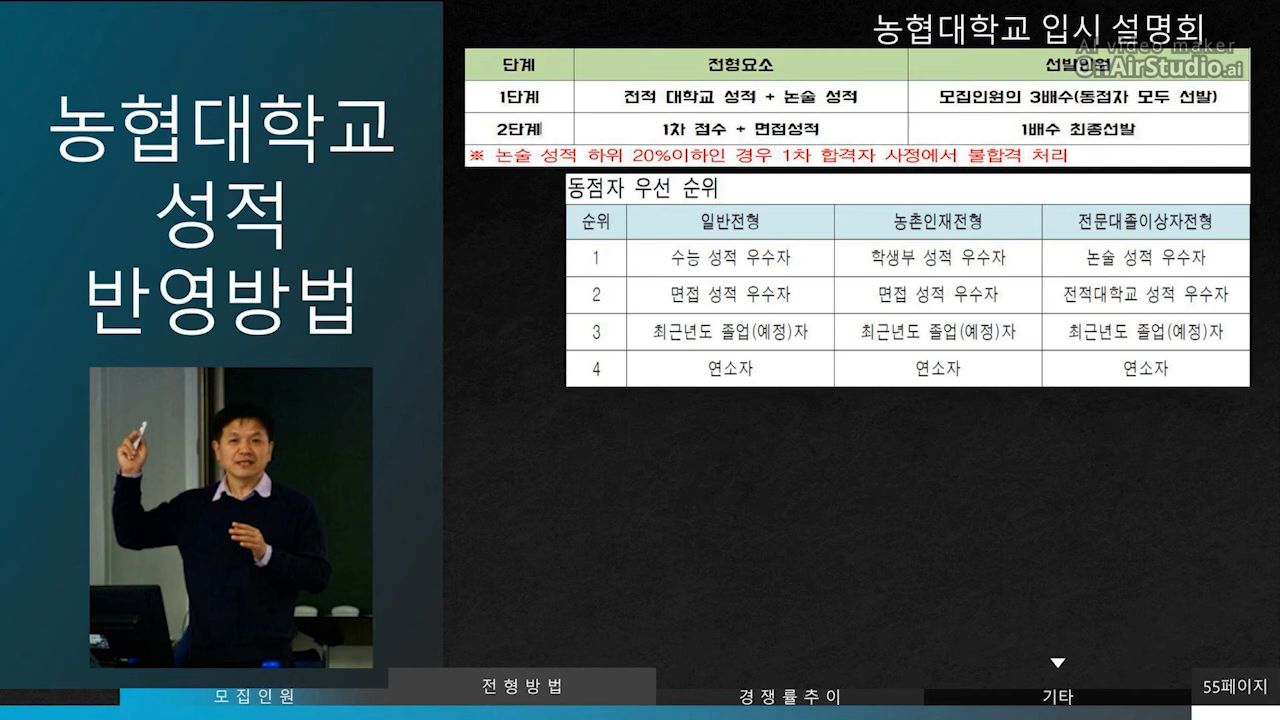 농협대학교 입시 설명회
AI video maker
ChAirStudio.ai
농협대학교
성적
반영방법
단계 전형요소 선발인원
1단계 전적 대학교 성적 + 논술 성적 모집인원의 3배수(동점자 모두 선발)
2단계 1차 점수 + 면접성적 1배수 최종선발
※ 논술 성적 하위 20%이하인 경우 1차 합격자 사정에서 불합격 처리
동점자 우선 순위
순위 일반전형 농촌인재전형 전문대졸이상자전형
1 수능 성적 우수자 학생부 성적 우수자 논술 성적 우수자
2 면접 성적 우수자 면접 성적 우수자 전적대학교 성적 우수자
3 최근년도 졸업(예정)자 최근년도 졸업(예정)자 최근년도 졸업(예정)자
4 연소자 연소자 연소자
모집인원 전형방법 경쟁률추이 기타 55페이지